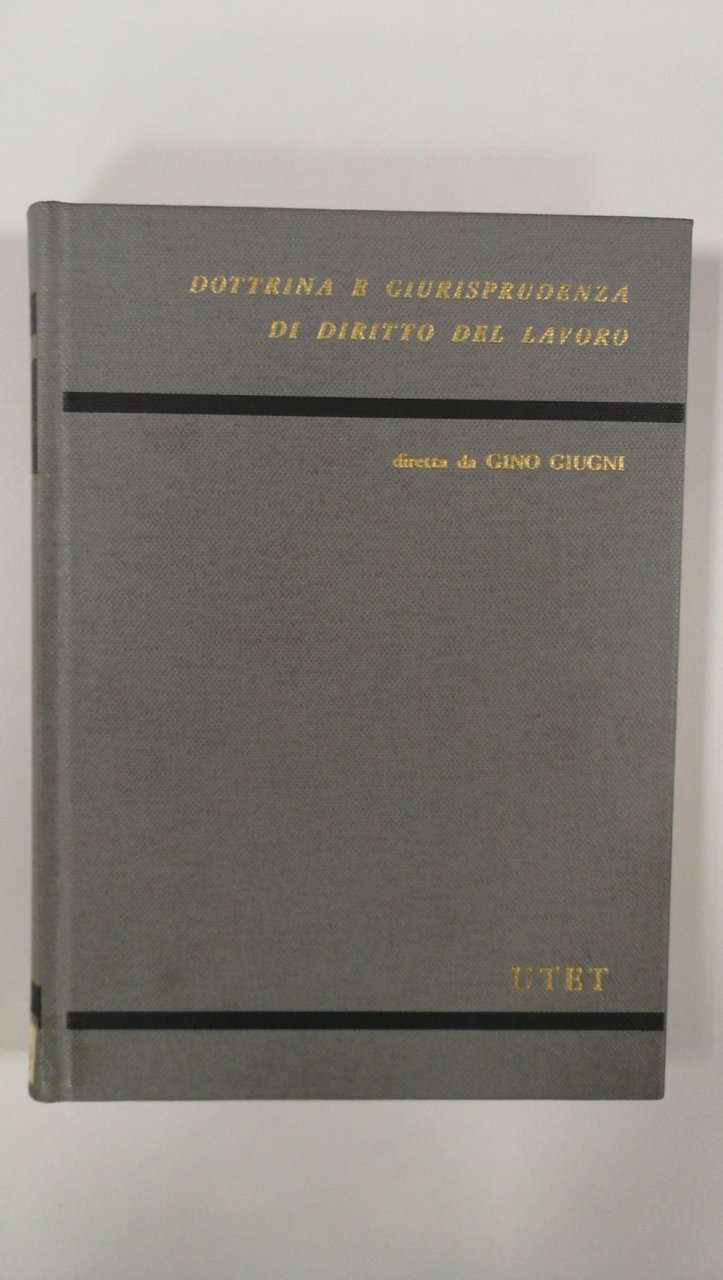 DOTTRINA E GIURISPRUDENZA
DI DIRITTO DEL LAVORO
diretta da GINO GIUGNI
UTET